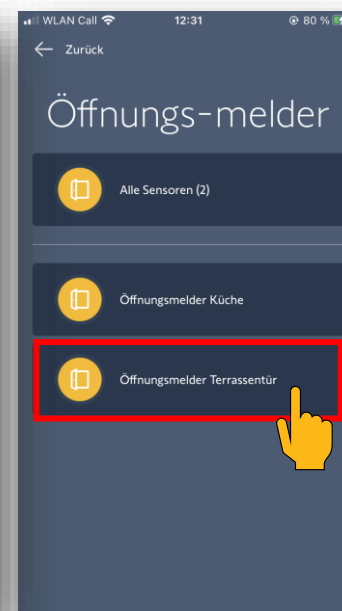 WLAN Call 12:31 80 %
Zurück
Öffnungs-melder
Alle Sensoren (2)
Öffnungsmelder Küche
Öffnungsmelder Terrassentür